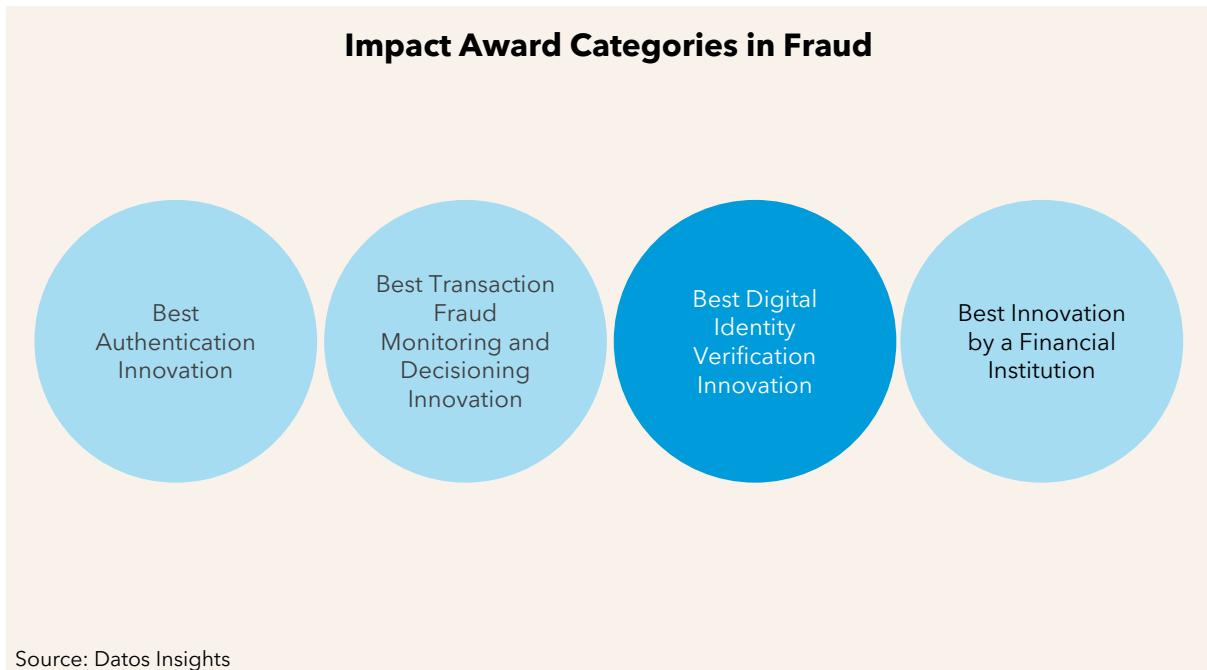 Impact Award Categories in Fraud
Best
Authentication
Innovation
Best Transaction
Fraud
Monitoring and
Decisioning
Innovation
Best Digital
Identity
Verification
Innovation
Best Innovation
by a Financial
Institution
Source: Datos Insights